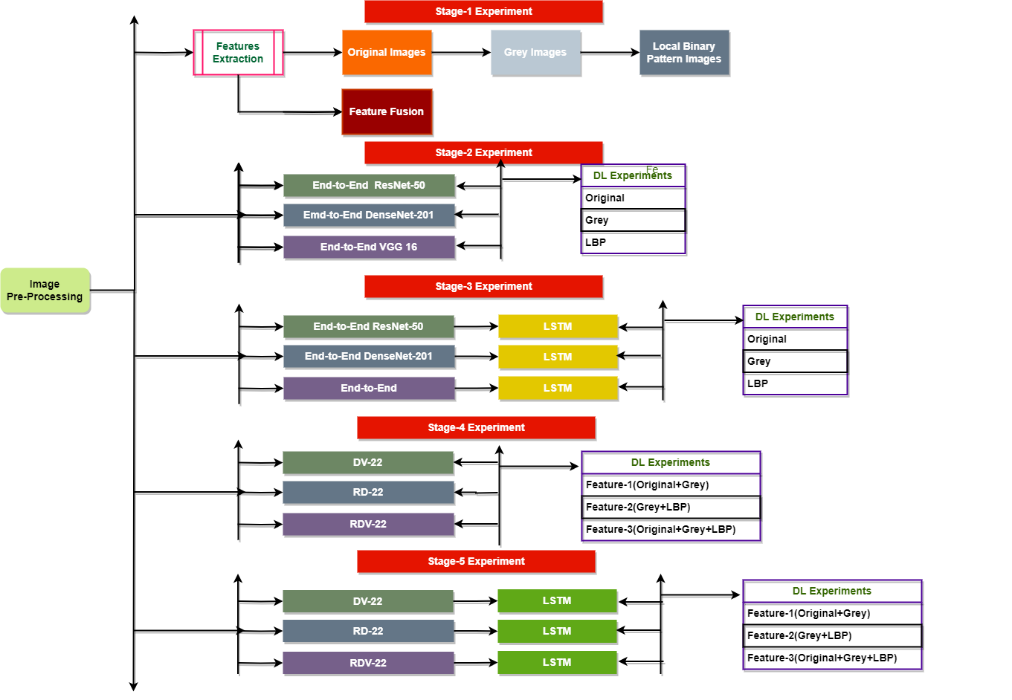 Stage-1 Experiment
Features
Extraction
Original Images
Grey Images
Local Binary
Pattern Images
Feature Fusion
Stage-2 Experiment
End-to-End ResNet-50
Emd-to-End DenseNet-201
End-to-End VGG 16
Fe
DL Experiments
Original
Grey
LBP
Image
Pre-Processing
Stage-3 Experiment
End-to-End ResNet-50
LSTM
End-to-End DenseNet-201
LSTM
End-to-End
LSTM
DL Experiments
Original
Grey
LBP
Stage-4 Experiment
DV-22
RD-22
RDV-22
DL Experiments
Feature-1(Original+Grey)
Feature-2(Grey+LBP)
Feature-3(Original+Grey+LBP)
Stage-5 Experiment
DV-22
LSTM
RD-22
LSTM
RDV-22
LSTM
DL Experiments
Feature-1(Original+Grey)
Feature-2(Grey+LBP)
Feature-3(Original+Grey+LBP)